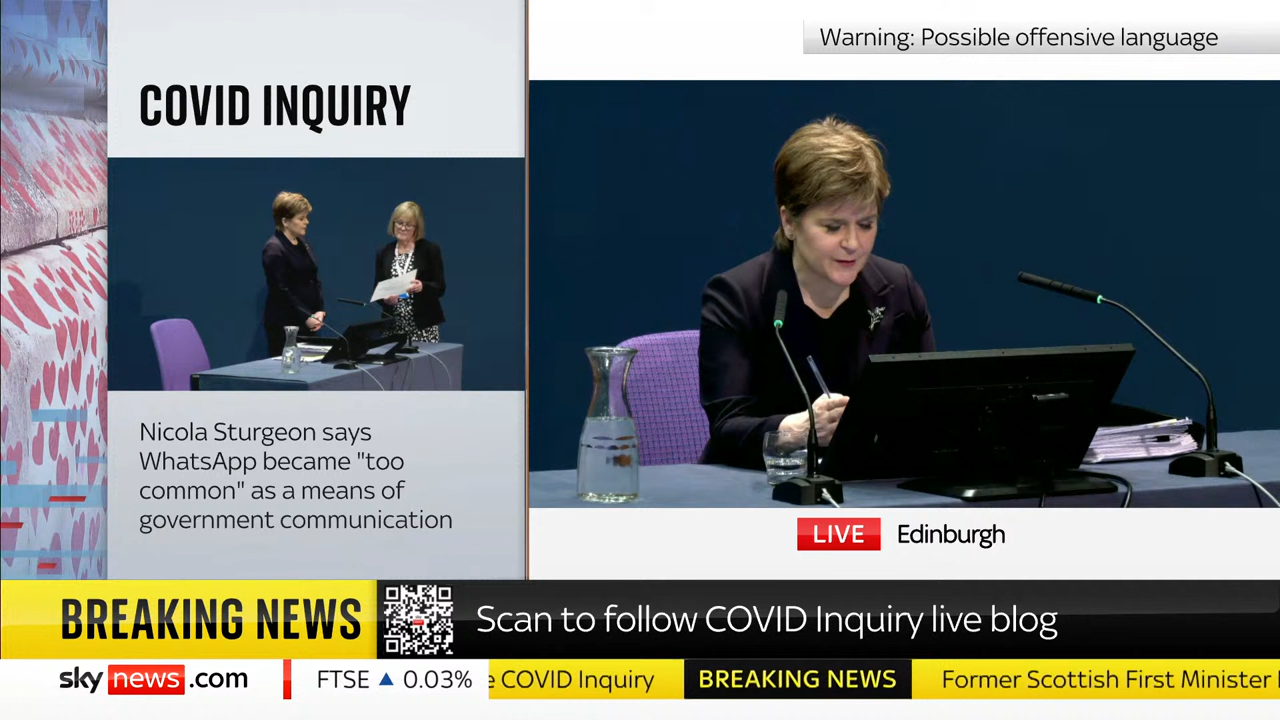 Warning: Possible offensive language
COVID INQUIRY
Nicola Sturgeon says
WhatsApp became "too
common" as a means of
government communication
LIVE Edinburgh
BREAKING NEWS
Scan to follow COVID Inquiry live blog
sky news.com FTSE ▲ 0.03% e COVID Inquiry BREAKING NEWS Former Scottish First Minister